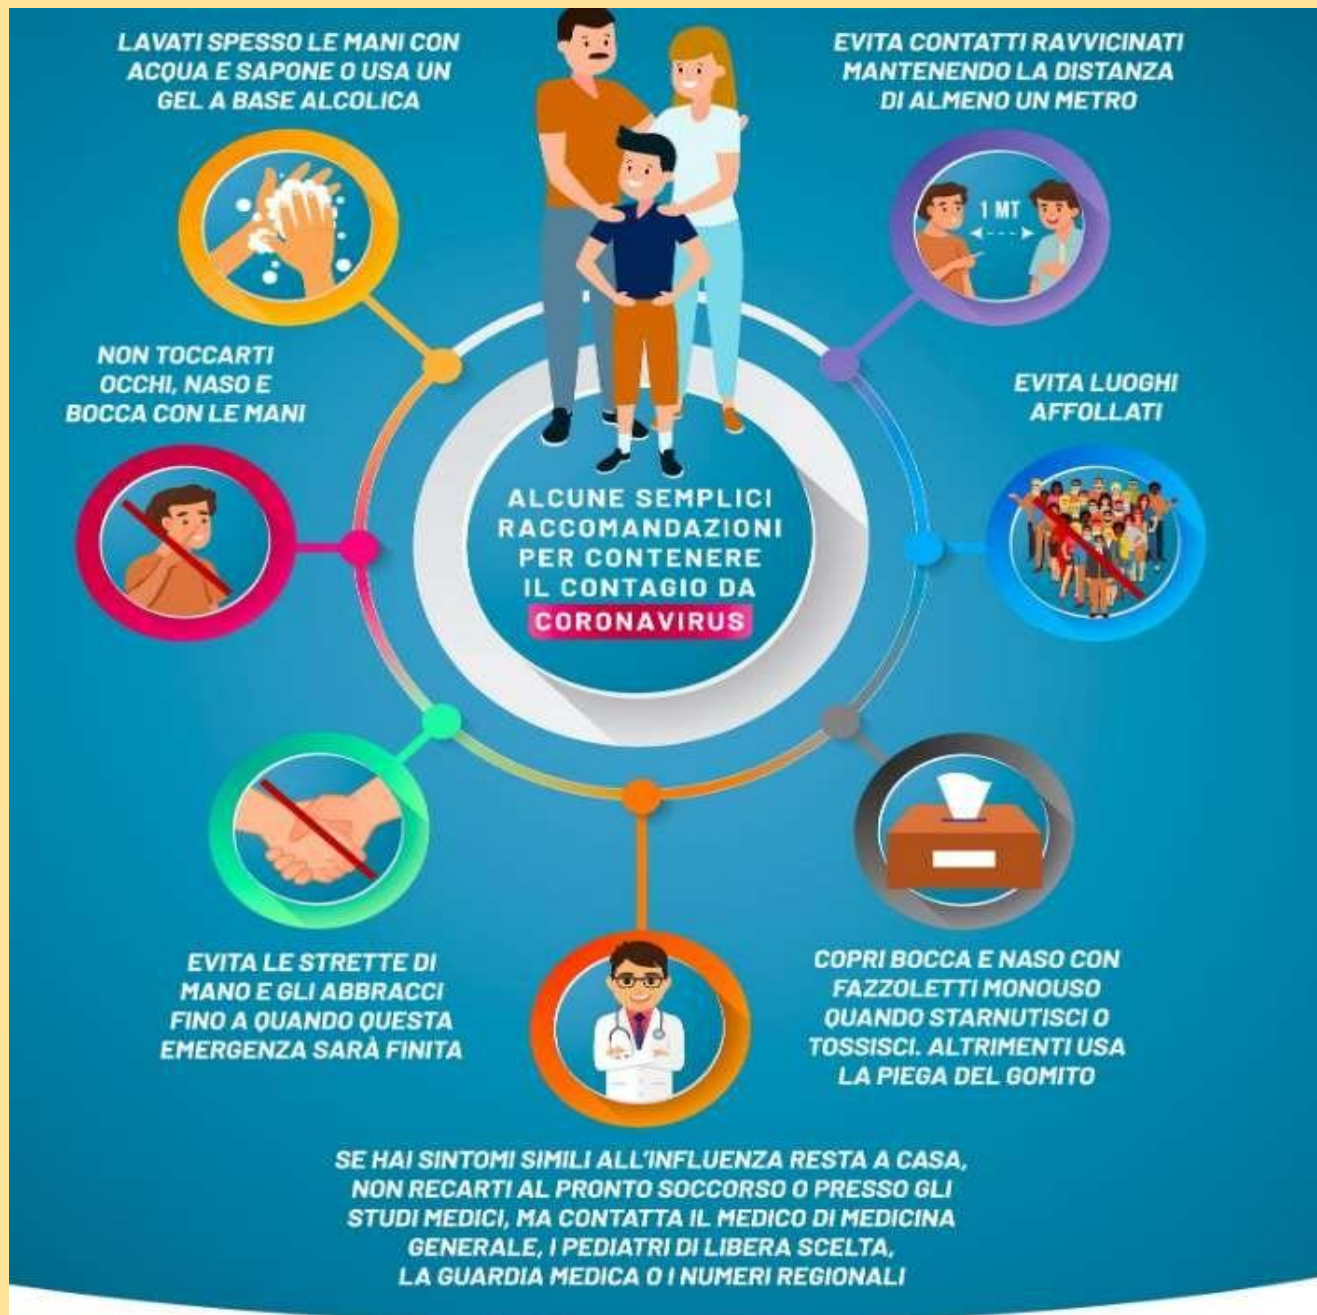 LAVATI SPESSO LE MANI CON
ACQUA E SAPONE O USA UN
GEL A BASE ALCOLICA
EVITA CONTATTI RAVVICINATI
MANTENENDO LA DISTANZA
DI ALMENO UN METRO
1 MT
NON TOCCARTI
OCCHI, NASO E
BOCCA CON LE MANI
EVITA LUOGHI
AFFOLLATI
ALCUNE SEMPLICI
RACCOMANDAZIONI
PER CONTENERE
IL CONTAGIO DA
CORONAVIRUS
EVITA LE STRETTE DI
MANO E GLI ABBRACCI
FINO A QUANDO QUESTA
EMERGENZA SARÀ FINITA
COPRI BOCCA E NASO CON
FAZZOLETTI MONOUSO
QUANDO STARNUTISCI O
TOSSISCI. ALTRIMENTI USA
LA PIEGA DEL GOMITO
SE HAI SINTOMI SIMILI ALL'INFLUENZA RESTA A CASA,
NON RECARTI AL PRONTO SOCCORSO O PRESSO GLI
STUDI MEDICI, MA CONTATTA IL MEDICO DI MEDICINA
GENERALE, I PEDIATRI DI LIBERA SCELTA,
LA GUARDIA MEDICA O I NUMERI REGIONALI